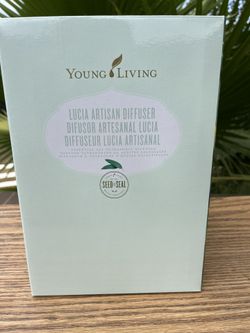 YOUNG LIVING
LUCIA ARTISAN DIFFUSER
DIFUSOR ARTESANAL LUCIA
DIFFUSEUR LUCIA ARTISANAL
SEED TO SEAL